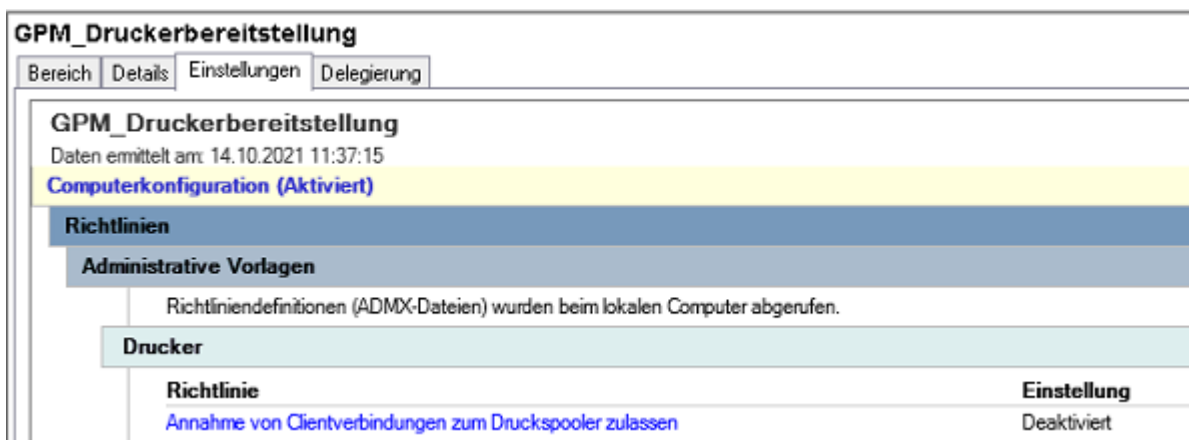 GPM_Druckerbereitstellung
Bereich Details Einstellungen Delegierung
GPM_Druckerbereitstellung
Daten ermittelt am: 14.10.2021 11:37:15
Computerkonfiguration (Aktiviert)
Richtlinien
Administrative Vorlagen
Richtliniendefinitionen (ADMX-Dateien) wurden beim lokalen Computer abgerufen.
Drucker
Richtlinie Einstellung
Annahme von Clientverbindungen zum Druckspooler zulassen Deaktiviert